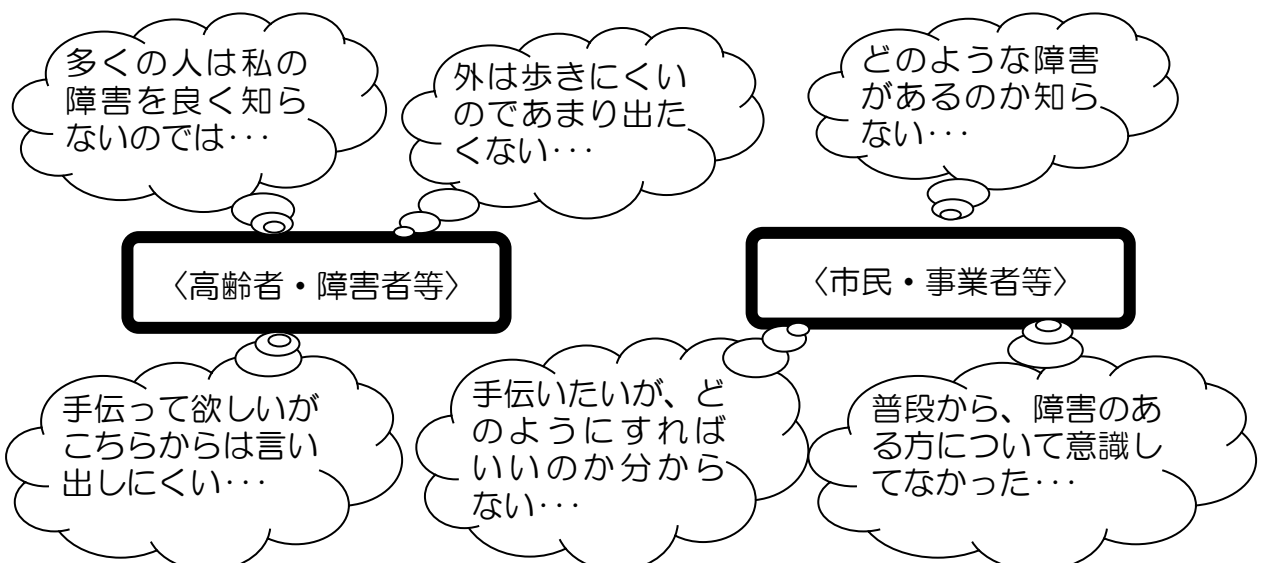 多くの人は私の
障害を良く知ら
ないのでは･･･
外は歩きにくい
のであまり出た
くない･･･
どのような障害
があるのか知ら
ない･･･
〈高齢者・障害者等〉
〈市民・事業者等〉
手伝って欲しいが
こちらからは言い
出しにくい･･･
手伝いたいが、ど
のようにすれば
いいのか分から
ない･･･
普段から、障害のあ
る方について意識し
てなかった･･･